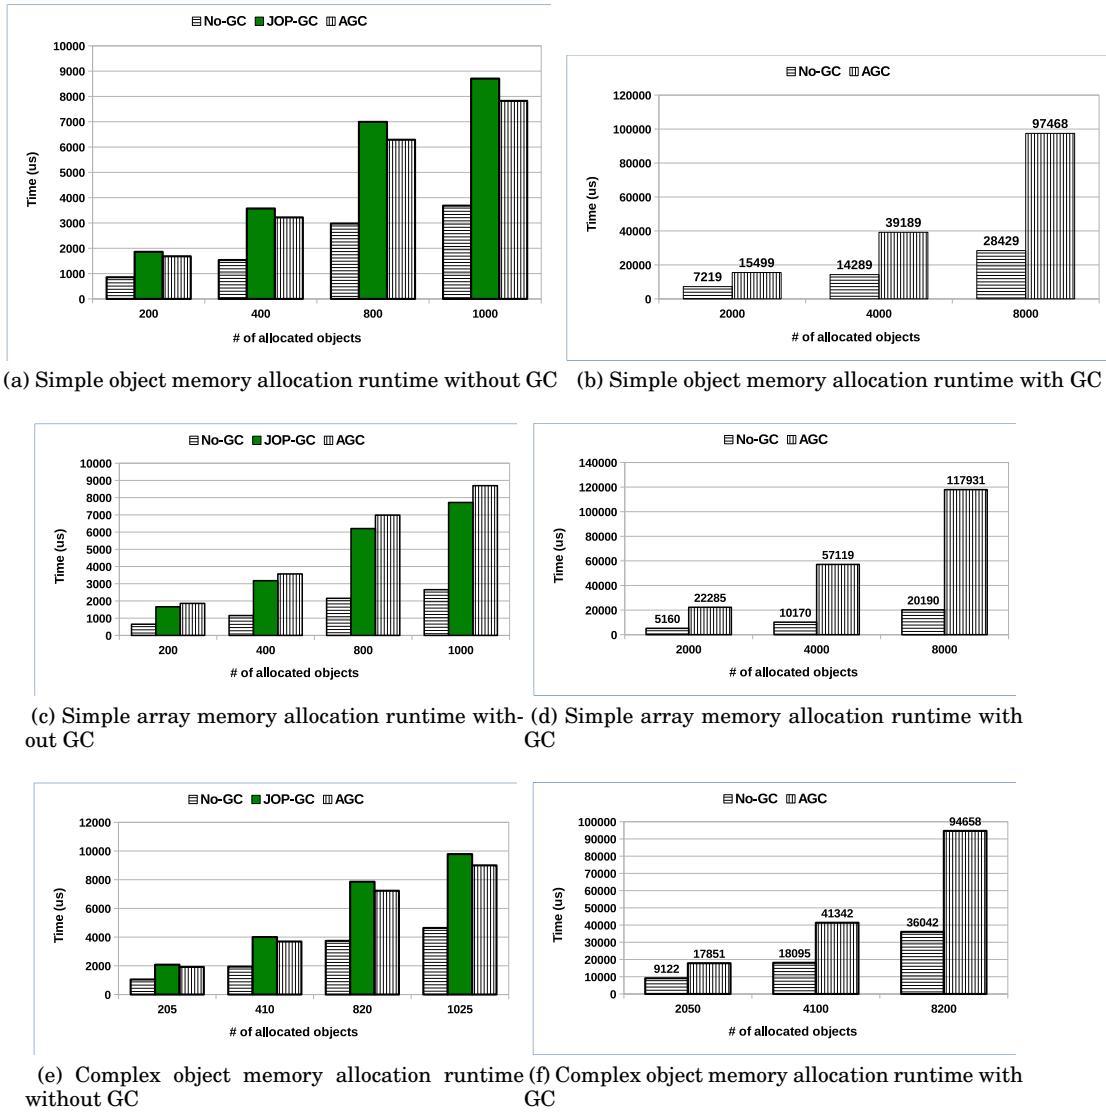 No-GC JOP-GC AGC
10000
9000
8000
7000
6000
5000
4000
3000
2000
1000
0
Time (us)
200 400 800 1000
# of allocated objects
(a) Simple object memory allocation runtime without GC
No-GC AGC
120000
100000
80000
60000
40000
20000
0
Time (us)
7219 15499 14289 39189 28429 97468
2000 4000 8000
# of allocated objects
(b) Simple object memory allocation runtime with GC
No-GC JOP-GC AGC
10000
9000
8000
7000
6000
5000
4000
3000
2000
1000
0
Time (us)
200 400 800 1000
# of allocated objects
(c) Simple array memory allocation runtime with-
out GC
No-GC AGC
140000
120000
100000
80000
60000
40000
20000
0
Time (us)
5160 22285 10170 57119 20190 117931
2000 4000 8000
# of allocated objects
(d) Simple array memory allocation runtime with
GC
No-GC JOP-GC AGC
12000
10000
8000
6000
4000
2000
0
Time (us)
205 410 820 1025
# of allocated objects
(e) Complex object memory allocation runtime
without GC
No-GC AGC
100000
90000
80000
70000
60000
50000
40000
30000
20000
10000
0
Time (us)
9122 17851 18095 41342 36042 94658
2050 4100 8200
# of allocated objects
(f) Complex object memory allocation runtime with
GC